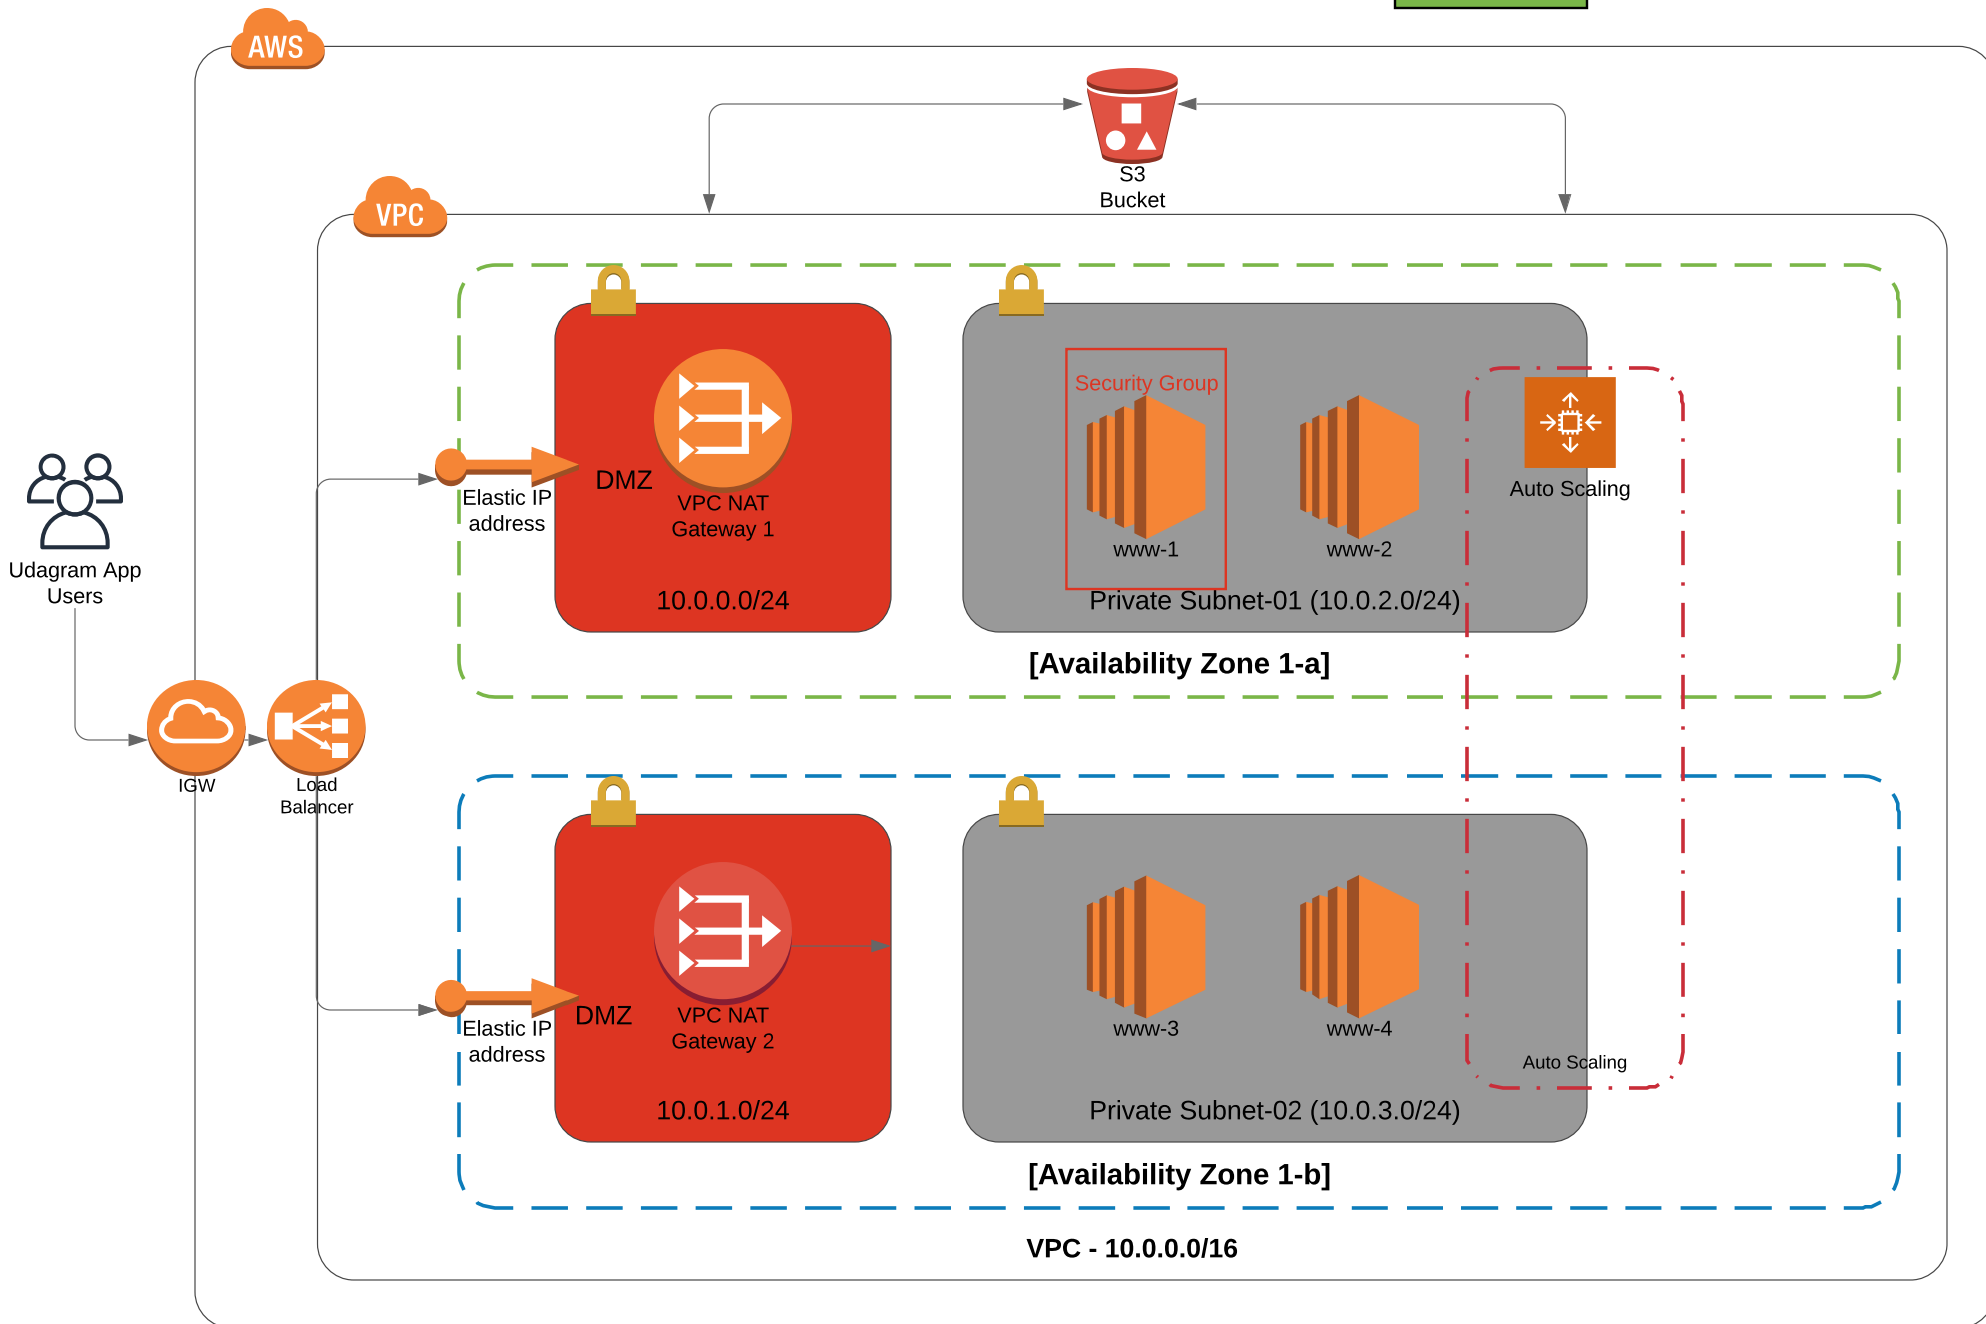 AWS
S3
Bucket
VPC
Security Group
Elastic IP
address
DMZ
VPC NAT
Gateway 1
10.0.0.0/24
www-1
www-2
Auto Scaling
Private Subnet-01 (10.0.2.0/24)
[Availability Zone 1-a]
Udagram App
Users
IGW
Load
Balancer
Elastic IP
address
DMZ
VPC NAT
Gateway 2
10.0.1.0/24
www-3
www-4
Auto Scaling
Private Subnet-02 (10.0.3.0/24)
[Availability Zone 1-b]
VPC - 10.0.0.0/16